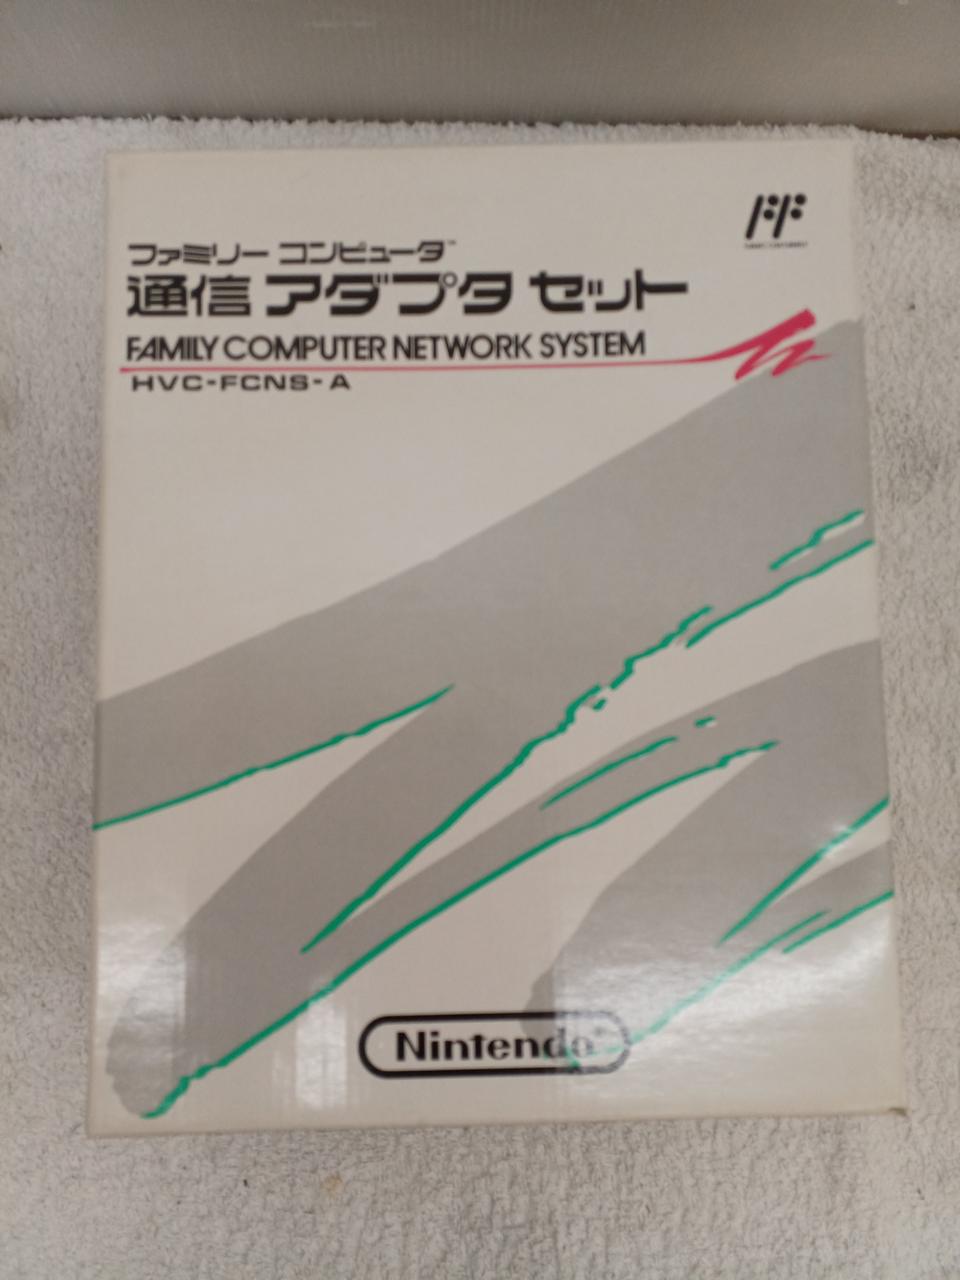 ファミリー コンピュータ™
通信アダプタセット
FAMILY COMPUTER NETWORK SYSTEM
HVC-FCNS-A
Nintendo®